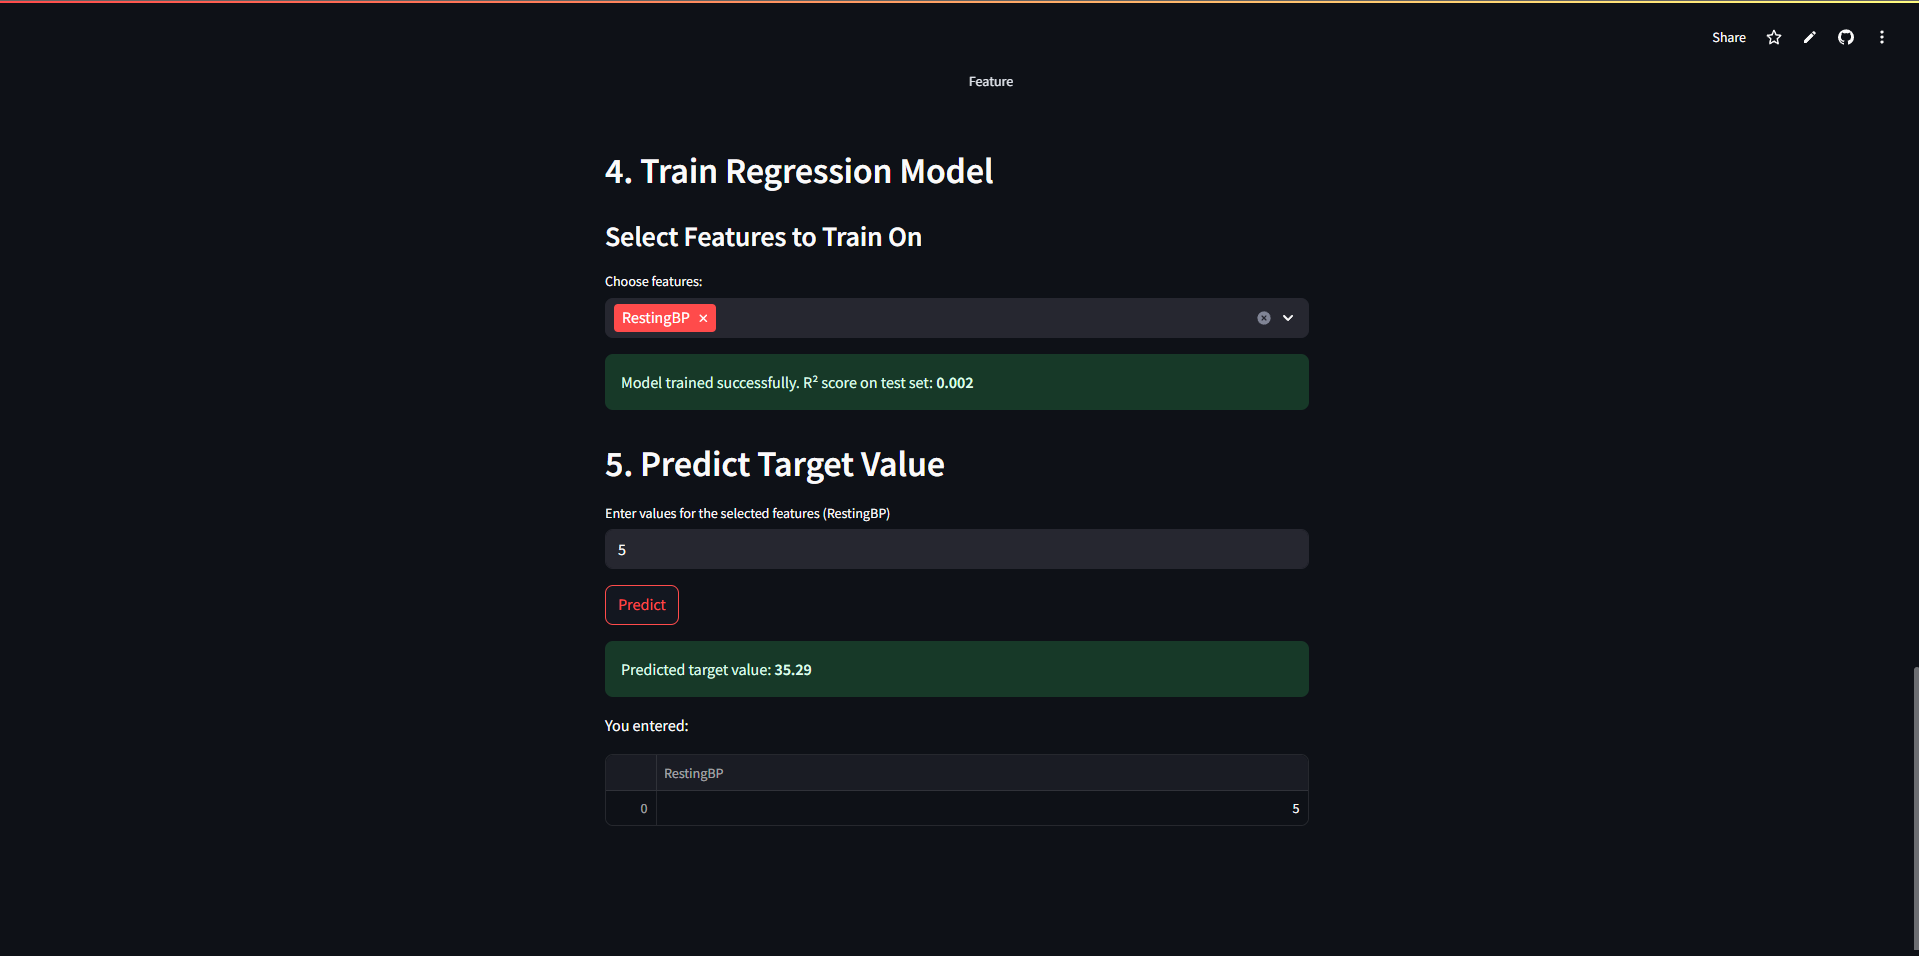 Share
Feature
4. Train Regression Model
Select Features to Train On
Choose features:
RestingBP ×
Model trained successfully. R² score on test set: 0.002
5. Predict Target Value
Enter values for the selected features (RestingBP)
5
Predict
Predicted target value: 35.29
You entered:
RestingBP
0 5